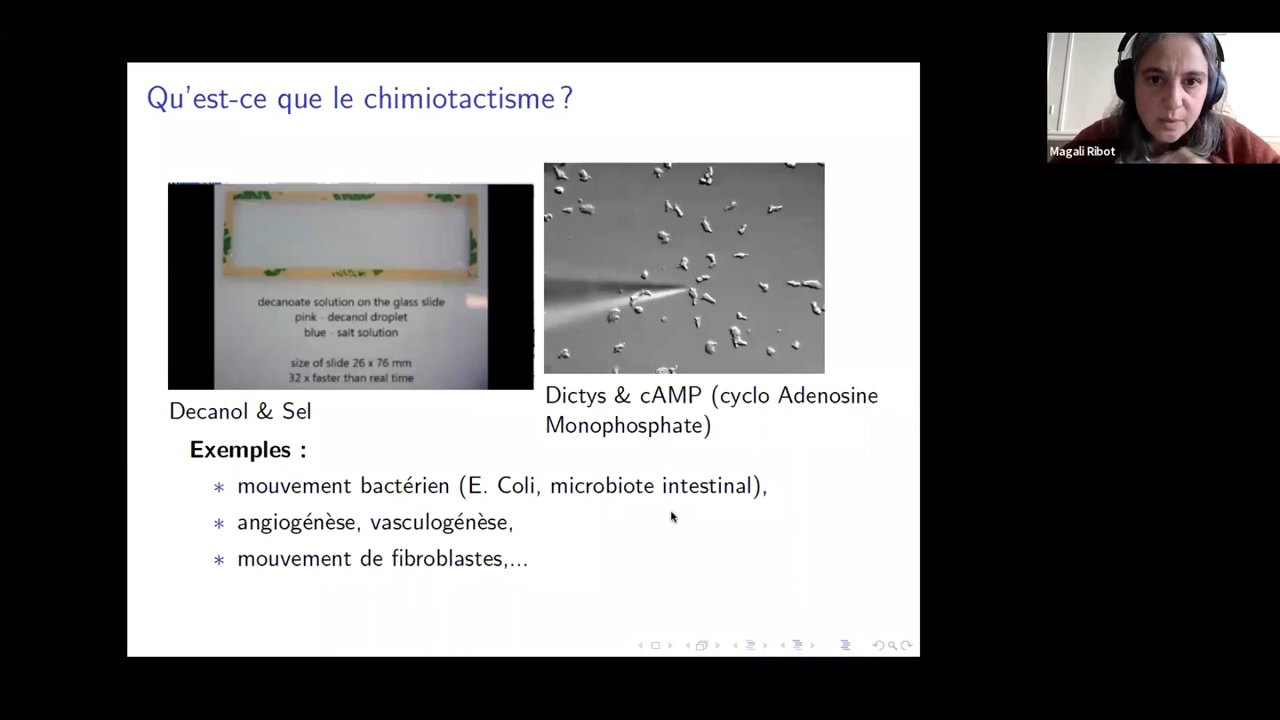 Qu'est-ce que le chimiotactisme ?
Magali Ribot
decanoate solution on the glass slide
pink - decanol droplet
blue - salt solution
size of slide 26 x 76 mm
32 x faster than real time
Decanol & Sel
Dictys & cAMP (cyclo Adenosine
Monophosphate)
Exemples :
* mouvement bactérien (E. Coli, microbiote intestinal),
* angiogénèse, vasculogénèse,
* mouvement de fibroblastes,...